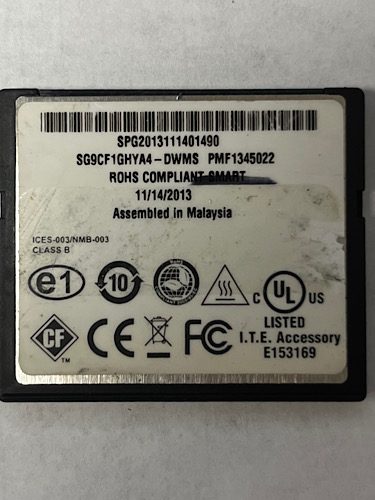 SPG2013111401490
SG9CF1GHYA4-DWMS PMF1345022
ROHS COMPLIANT SMART
11/14/2013
Assembled in Malaysia
ICES-003/NMB-003
CLASS B
e1 10 C UL US
CF TM CE FC LISTED
I.T.E. Accessory
E153169